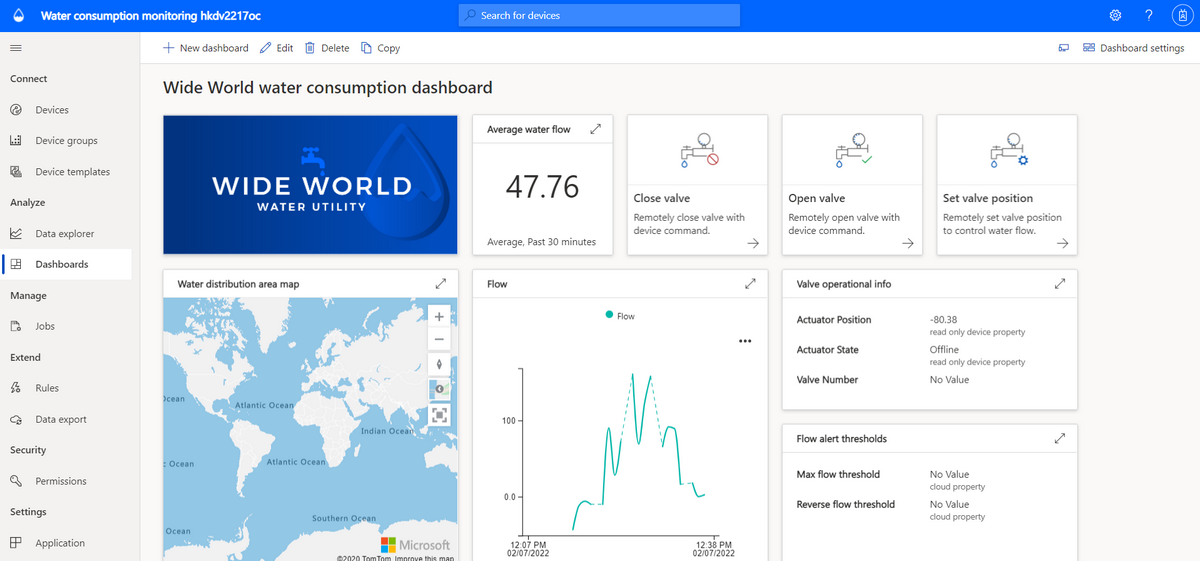 Water consumption monitoring hkdv2217oc
Search for devices
New dashboard
Edit
Delete
Copy
Dashboard settings
Connect
Devices
Device groups
Device templates
Analyze
Data explorer
Dashboards
Manage
Jobs
Extend
Rules
Data export
Security
Permissions
Settings
Application
Wide World water consumption dashboard
WIDE WORLD
WATER UTILITY
Average water flow
47.76
Average, Past 30 minutes
Close valve
Remotely close valve with
device command.
Open valve
Remotely open valve with
device command.
Set valve position
Remotely set valve position
to control water flow.
Water distribution area map
Ocean
Atlantic Ocean
Indian Ocean
Ocean
Atlantic Ocean
Southern Ocean
Ocean
Microsoft
©2020 TomTom Improve this map
Flow
Flow
100
0.0
12:07 PM
02/07/2022
12:38 PM
02/07/2022
Valve operational info
Actuator Position
-80.38
read only device property
Actuator State
Offline
read only device property
Valve Number
No Value
Flow alert thresholds
Max flow threshold
No Value
cloud property
Reverse flow threshold
No Value
cloud property